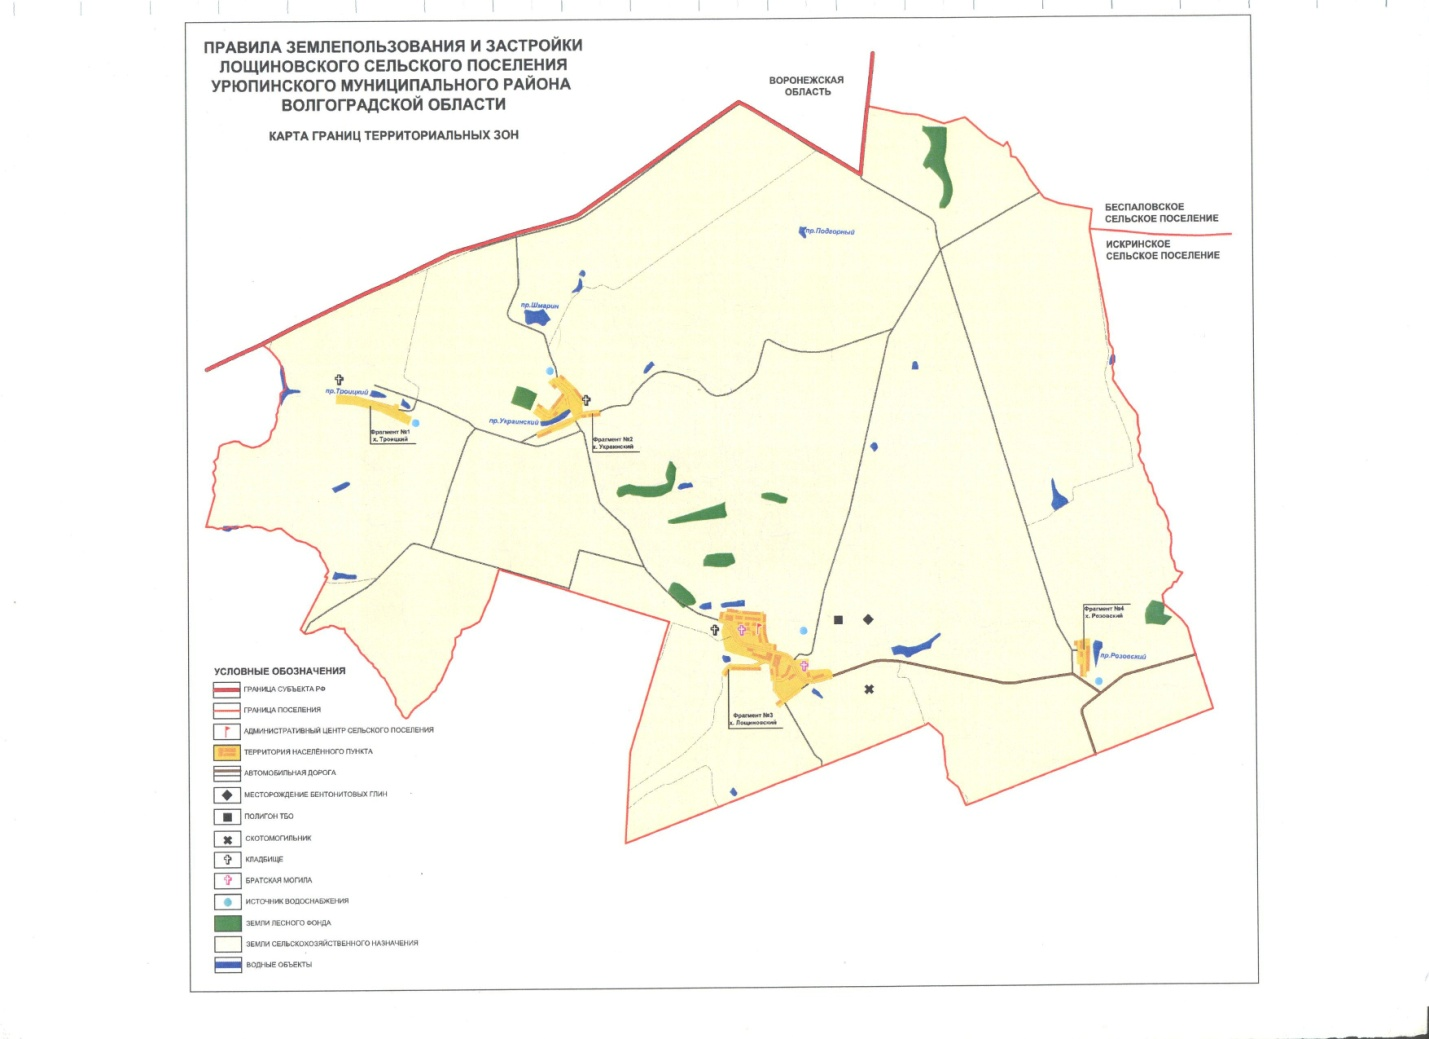 ПРАВИЛА ЗЕМЛЕПОЛЬЗОВАНИЯ И ЗАСТРОЙКИ
ЛОЩИНОВСКОГО СЕЛЬСКОГО ПОСЕЛЕНИЯ
УРЮПИНСКОГО МУНИЦИПАЛЬНОГО РАЙОНА
ВОЛГОГРАДСКОЙ ОБЛАСТИ
КАРТА ГРАНИЦ ТЕРРИТОРИАЛЬНЫХ ЗОН
ВОРОНЕЖСКАЯ
ОБЛАСТЬ
БЕСПАЛОВСКОЕ
СЕЛЬСКОЕ ПОСЕЛЕНИЕ
ИСКРИНСКОЕ
СЕЛЬСКОЕ ПОСЕЛЕНИЕ
пр.Подгорный
пр.Шмарин
пр.Троицкий
Фрагмент №1
х. Троицкий
пр.Украинский
Фрагмент №2
х. Украинский
Фрагмент №4
х. Розовский
пр.Розовский
Фрагмент №3
х. Лощиновский
УСЛОВНЫЕ ОБОЗНАЧЕНИЯ
ГРАНИЦА СУБЪЕКТА РФ
ГРАНИЦА ПОСЕЛЕНИЯ
АДМИНИСТРАТИВНЫЙ ЦЕНТР СЕЛЬСКОГО ПОСЕЛЕНИЯ
ТЕРРИТОРИЯ НАСЕЛЁННОГО ПУНКТА
АВТОМОБИЛЬНАЯ ДОРОГА
МЕСТОРОЖДЕНИЕ БЕНТОНИТОВЫХ ГЛИН
ПОЛИГОН ТБО
СКОТОМОГИЛЬНИК
КЛАДБИЩЕ
БРАТСКАЯ МОГИЛА
ИСТОЧНИК ВОДОСНАБЖЕНИЯ
ЗЕМЛИ ЛЕСНОГО ФОНДА
ЗЕМЛИ СЕЛЬСКОХОЗЯЙСТВЕННОГО НАЗНАЧЕНИЯ
ВОДНЫЕ ОБЪЕКТЫ